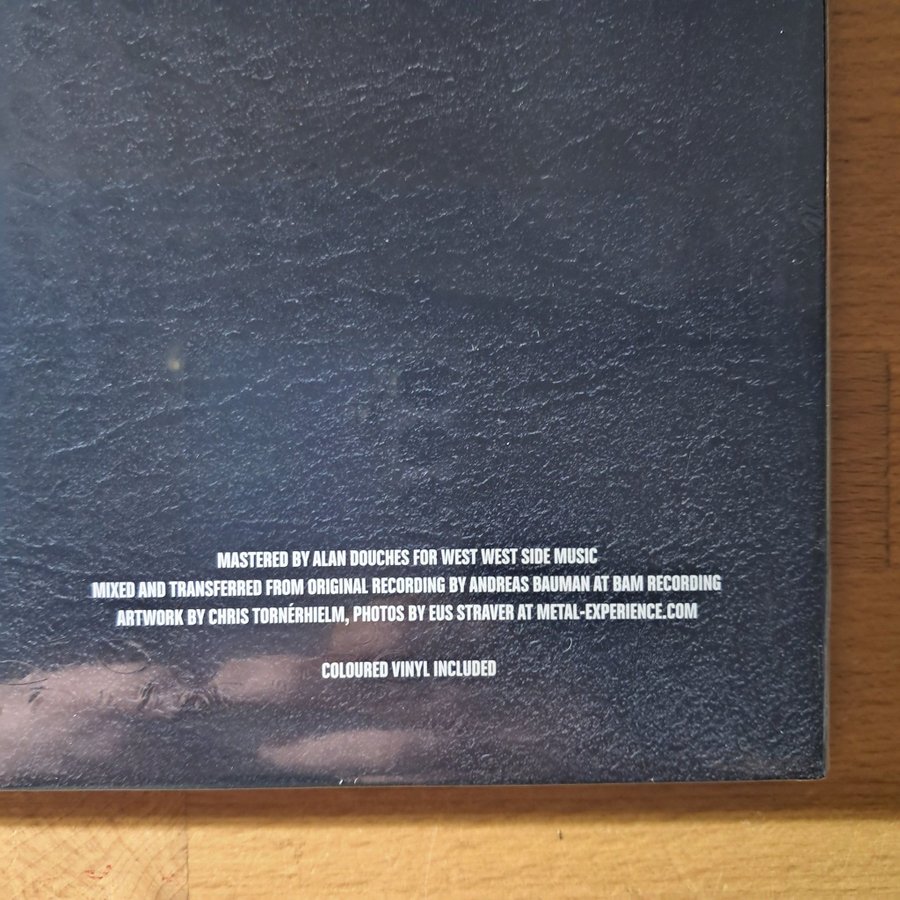 MASTERED BY ALAN DOUCHES FOR WEST WEST SIDE MUSIC
MIXED AND TRANSFERRED FROM ORIGINAL RECORDING BY ANDREAS BAUMAN AT BAM RECORDING
ARTWORK BY CHRIS TORNÉRHIELM, PHOTOS BY EUS STRAVER AT METAL-EXPERIENCE.COM
COLOURED VINYL INCLUDED